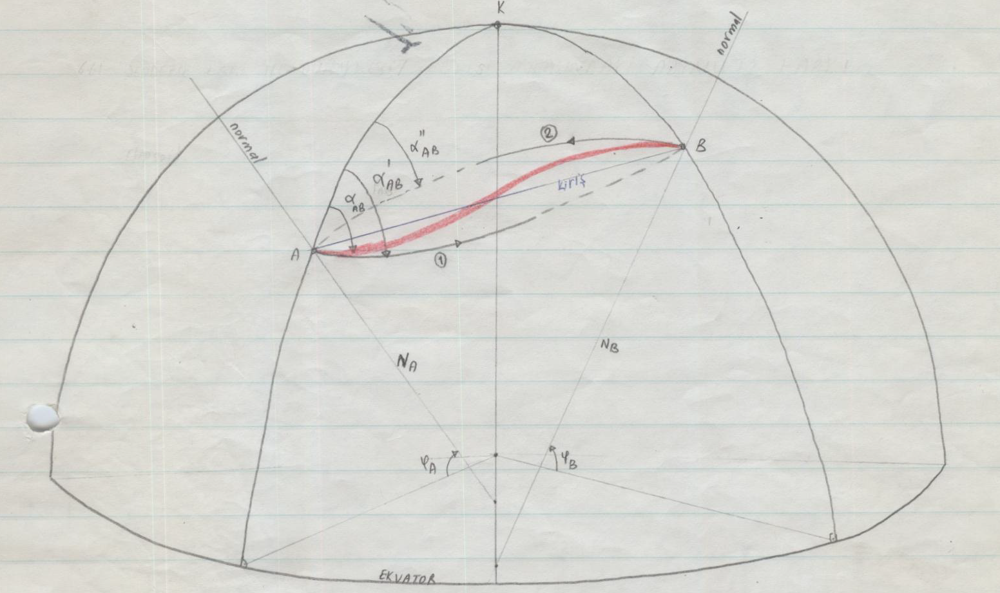 K
normal
normal
α"AB
②
B
α'AB
kiriş
αAB
A
①
NA
NB
φA
φB
EKVATOR